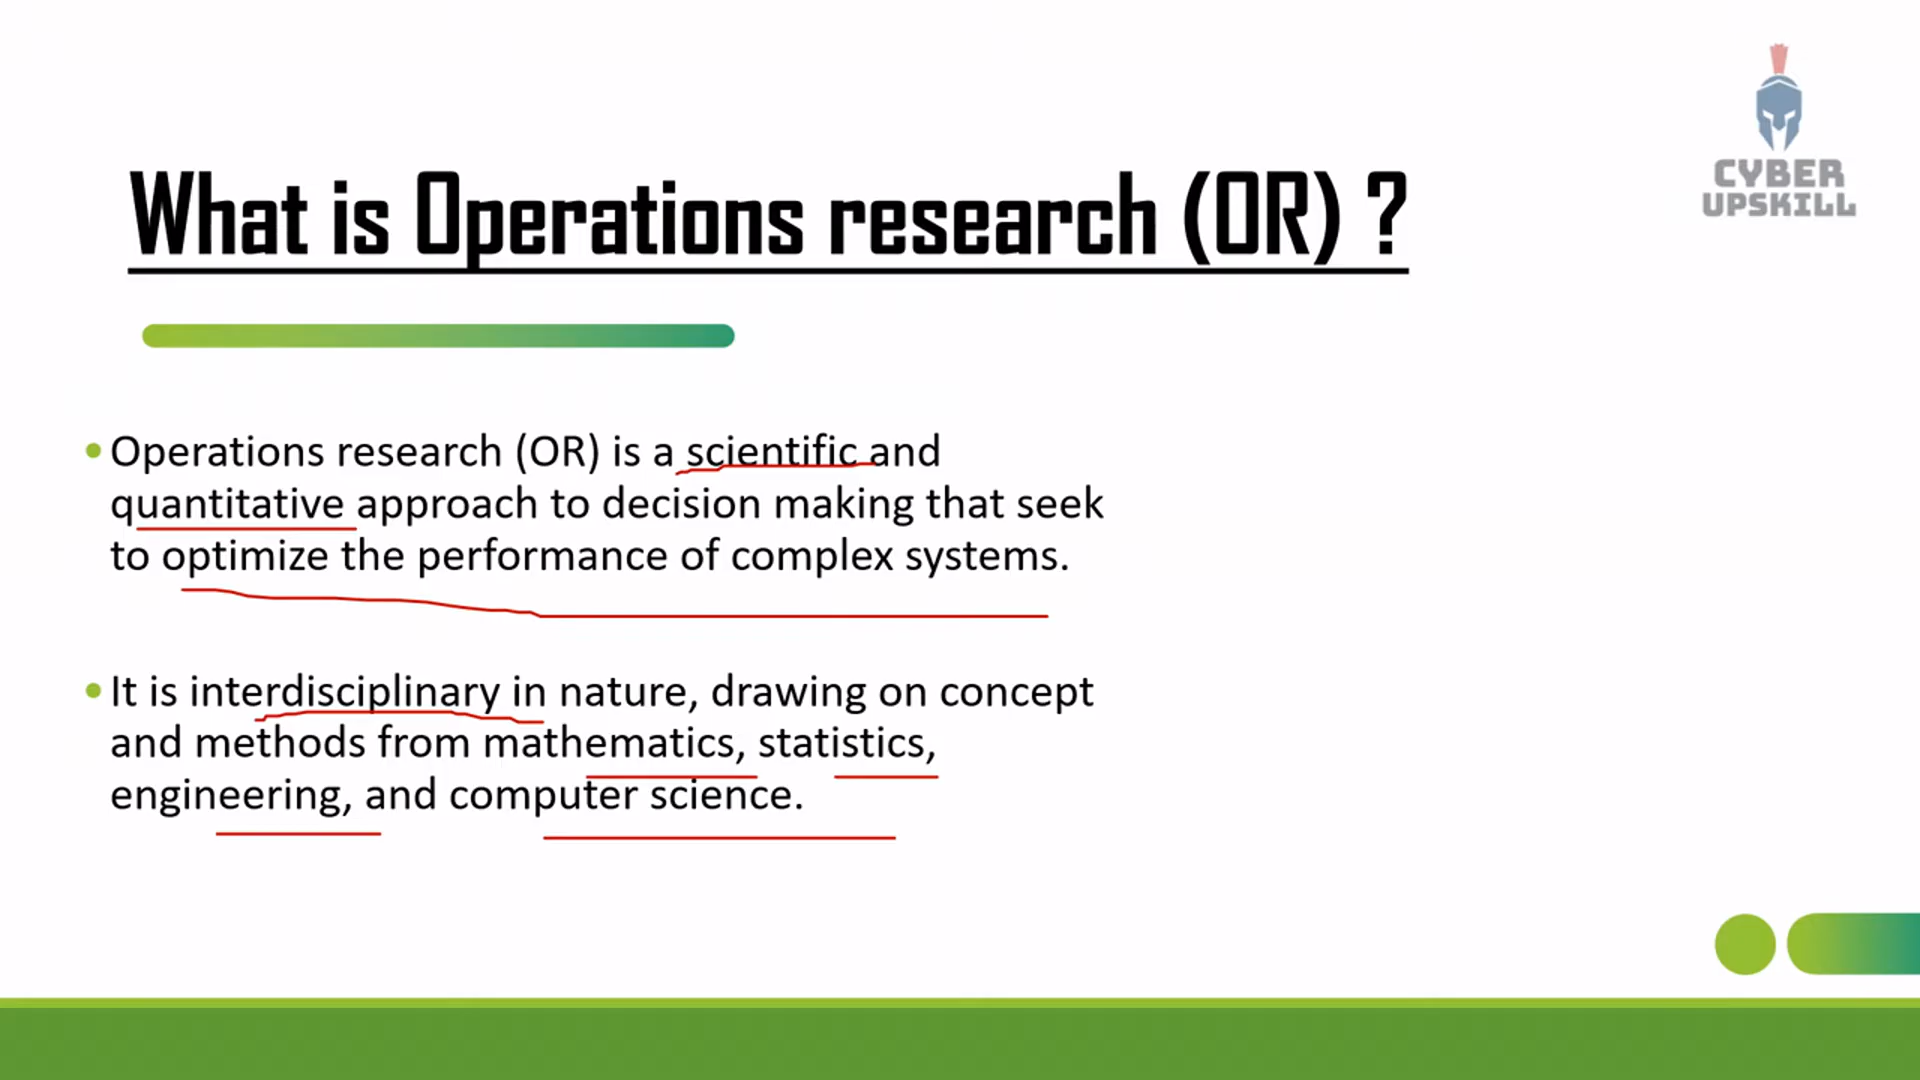 CYBER
UPSKILL
What is Operations research (OR) ?
• Operations research (OR) is a scientific and
quantitative approach to decision making that seek
to optimize the performance of complex systems.
• It is interdisciplinary in nature, drawing on concept
and methods from mathematics, statistics,
engineering, and computer science.